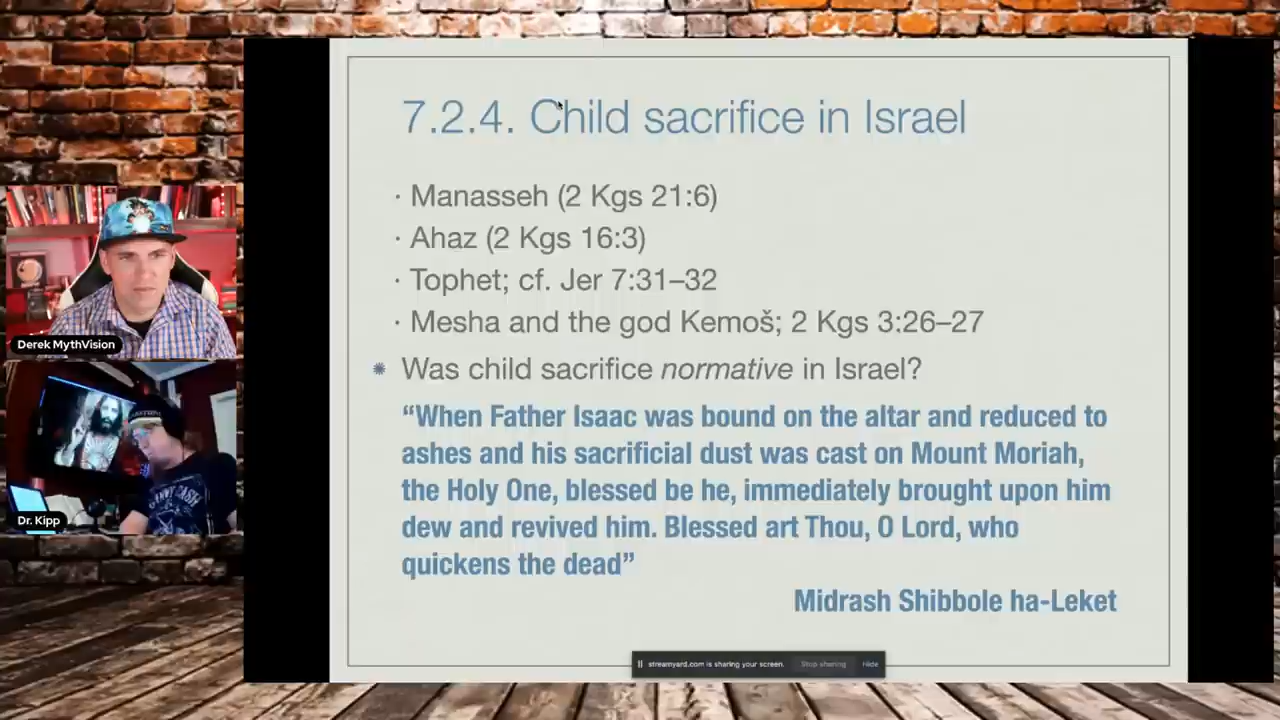 7.2.4. Child sacrifice in Israel
· Manasseh (2 Kgs 21:6)
· Ahaz (2 Kgs 16:3)
· Tophet; cf. Jer 7:31–32
· Mesha and the god Kemoš; 2 Kgs 3:26–27
Was child sacrifice normative in Israel?
“When Father Isaac was bound on the altar and reduced to
ashes and his sacrificial dust was cast on Mount Moriah,
the Holy One, blessed be he, immediately brought upon him
dew and revived him. Blessed art Thou, O Lord, who
quickens the dead”
Midrash Shibbole ha-Leket
Derek MythVision
Dr. Kipp
streamyard.com is sharing your screen.
Stop sharing
Hide